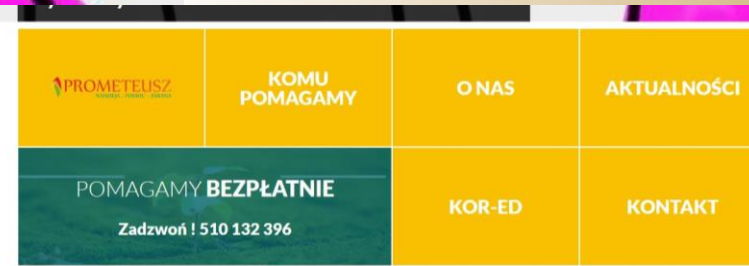 PROMETEUSZ
KOMU
POMAGAMY
O NAS
AKTUALNOŚCI
POMAGAMY BEZPŁATNIE
Zadzwoń ! 510 132 396
KOR-ED
KONTAKT